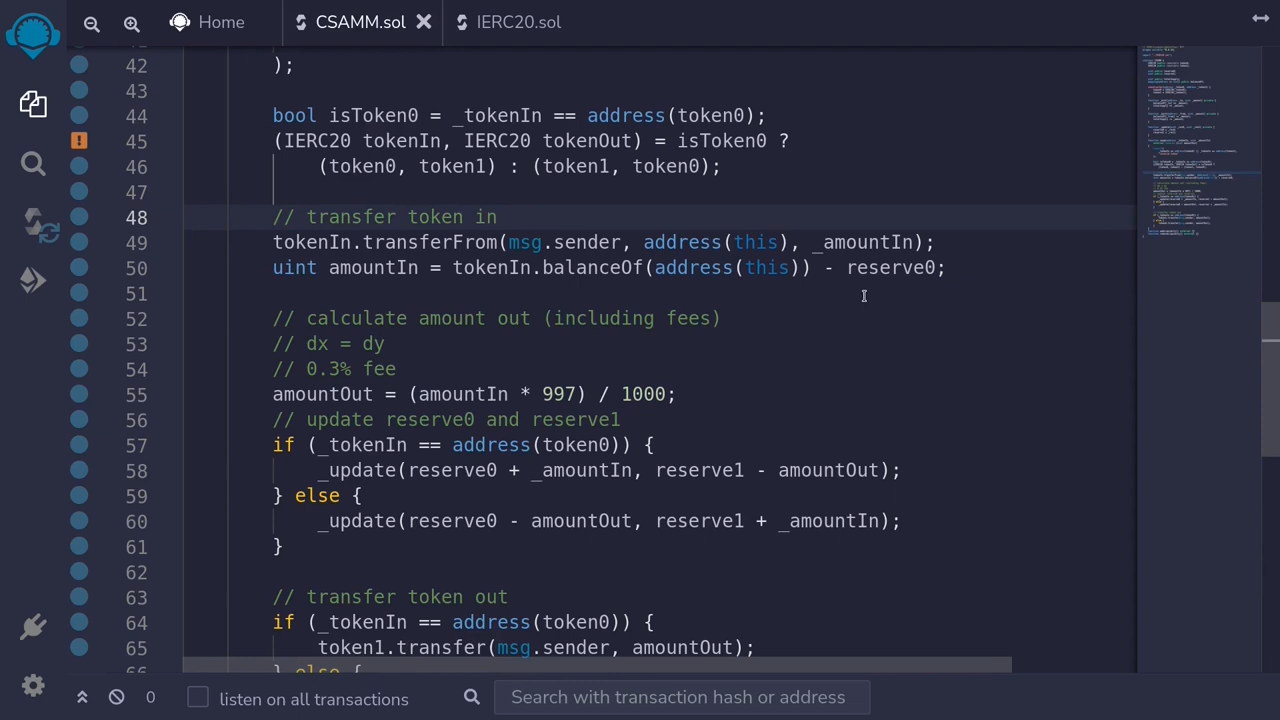 Home
CSAMM.sol
IERC20.sol
42 );
43
44 bool isToken0 = _tokenIn == address(token0);
45 (IERC20 tokenIn, IERC20 tokenOut) = isToken0 ?
46 (token0, token1) : (token1, token0);
47
48 // transfer token in
49 tokenIn.transferFrom(msg.sender, address(this), _amountIn);
50 uint amountIn = tokenIn.balanceOf(address(this)) - reserve0;
51
52 // calculate amount out (including fees)
53 // dx = dy
54 // 0.3% fee
55 amountOut = (amountIn * 997) / 1000;
56 // update reserve0 and reserve1
57 if (_tokenIn == address(token0)) {
58 _update(reserve0 + _amountIn, reserve1 - amountOut);
59 } else {
60 _update(reserve0 - amountOut, reserve1 + _amountIn);
61 }
62
63 // transfer token out
64 if (_tokenIn == address(token0)) {
65 token1.transfer(msg.sender, amountOut);
66 } else {
0
listen on all transactions
Search with transaction hash or address